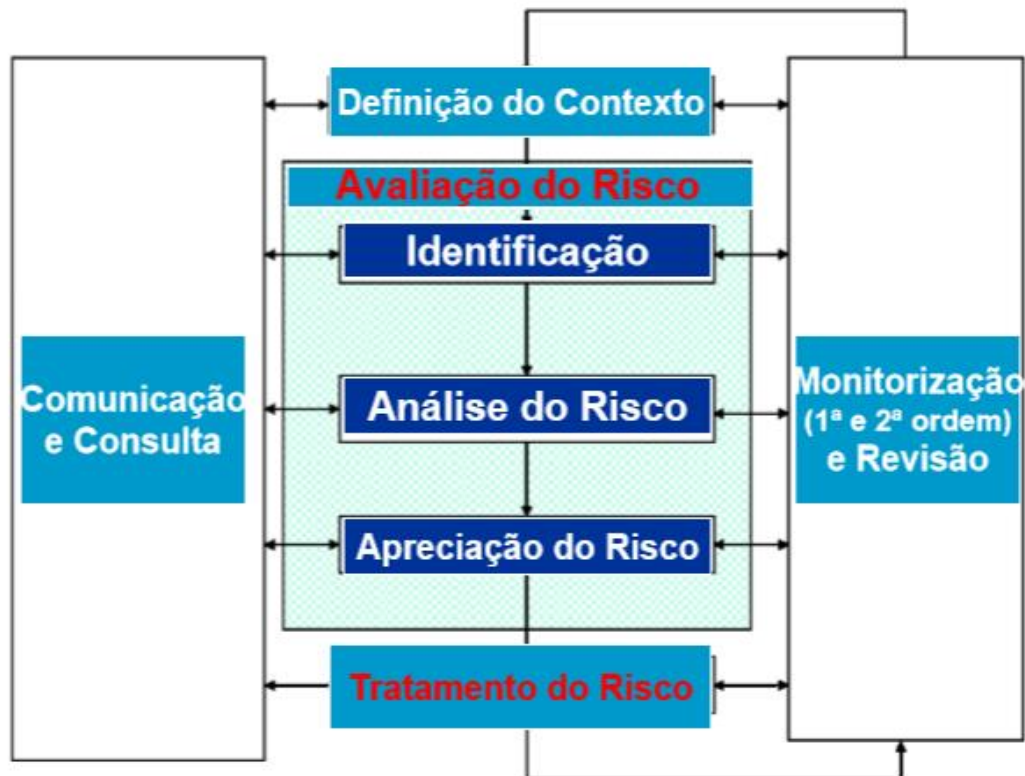 Definição do Contexto
Avaliação do Risco
Identificação
Análise do Risco
Apreciação do Risco
Tratamento do Risco
Comunicação
e Consulta
Monitorização
(1ª e 2ª ordem)
e Revisão